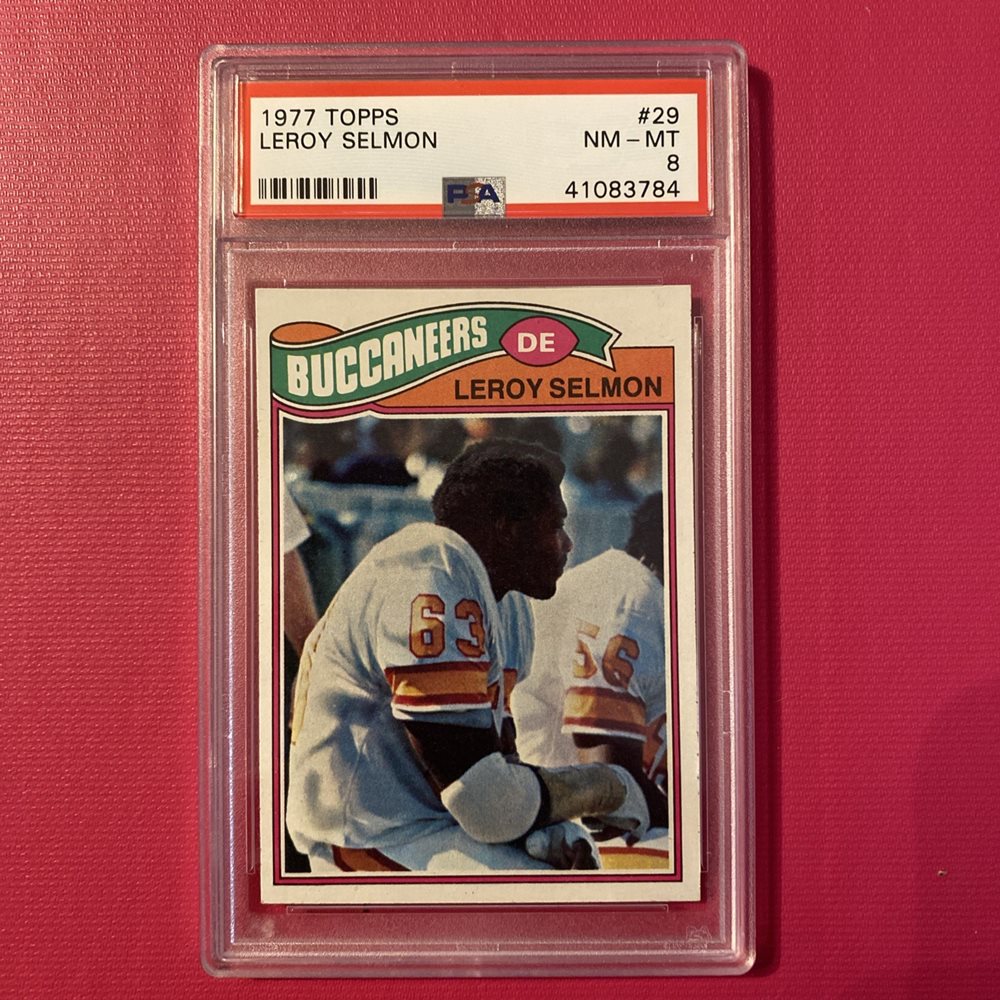 1977 TOPPS #29
LEROY SELMON NM - MT
8
PSA 41083784
BUCCANEERS DE
LEROY SELMON
63
56